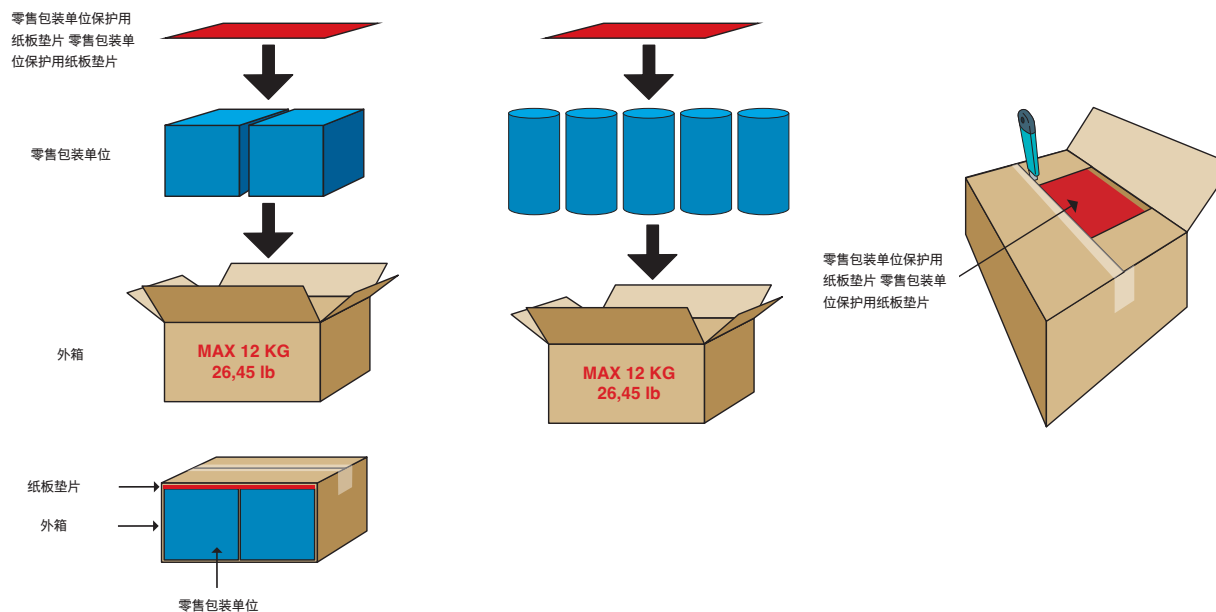 零售包装单位保护用
纸板垫片 零售包装单
位保护用纸板垫片
零售包装单位
外箱
MAX 12 KG
26,45 lb
MAX 12 KG
26,45 lb
零售包装单位保护用
纸板垫片 零售包装单
位保护用纸板垫片
纸板垫片
外箱
零售包装单位